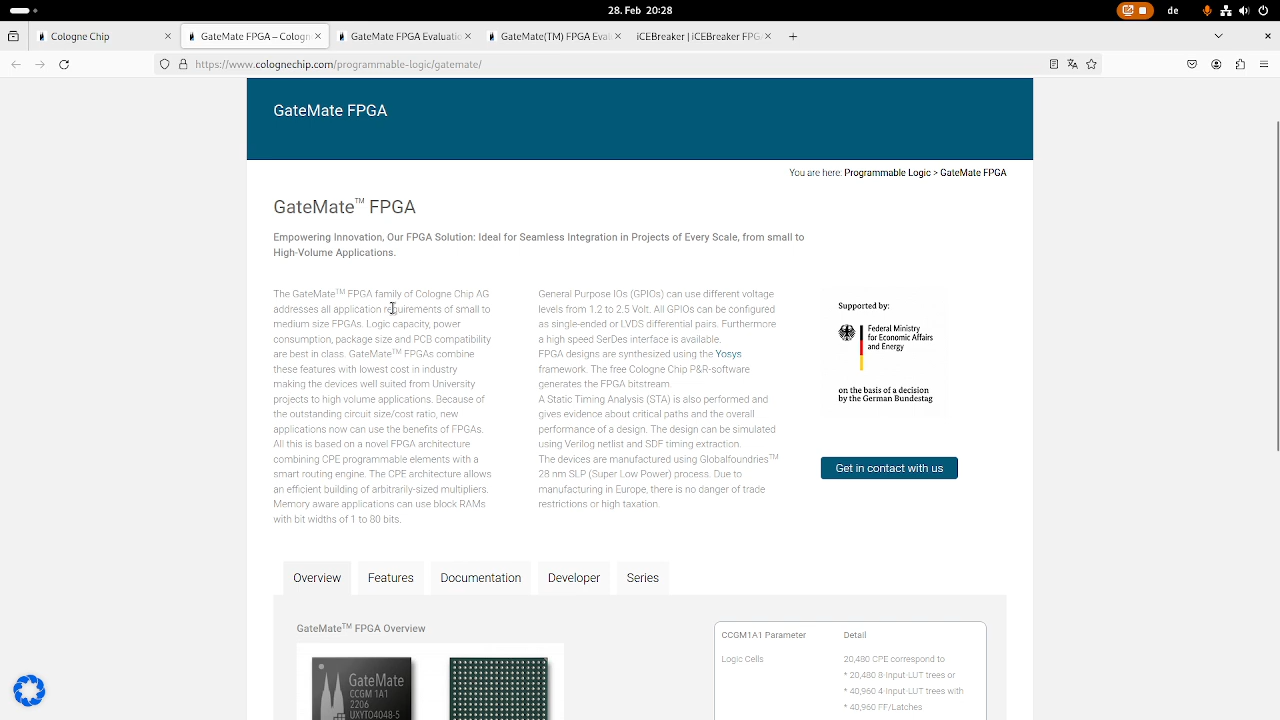 28. Feb 20:28
de
Cologne Chip
GateMate FPGA – Cologn
GateMate FPGA Evaluatio
GateMate(TM) FPGA Eval
iCEBreaker | iCEBreaker FPG
https://www.colognechip.com/programmable-logic/gatemate/
GateMate FPGA
You are here: Programmable Logic > GateMate FPGA
GateMate™ FPGA
Empowering Innovation, Our FPGA Solution: Ideal for Seamless Integration in Projects of Every Scale, from small to
High-Volume Applications.
The GateMate™ FPGA family of Cologne Chip AG
addresses all application requirements of small to
medium size FPGAs. Logic capacity, power
consumption, package size and PCB compatibility
are best in class. GateMate™ FPGAs combine
these features with lowest cost in industry
making the devices well suited from University
projects to high volume applications. Because of
the outstanding circuit size/cost ratio, new
applications now can use the benefits of FPGAs.
All this is based on a novel FPGA architecture
combining CPE programmable elements with a
smart routing engine. The CPE architecture allows
an efficient building of arbitrarily-sized multipliers.
Memory aware applications can use block RAMs
with bit widths of 1 to 80 bits.
General Purpose IOs (GPIOs) can use different voltage
levels from 1.2 to 2.5 Volt. All GPIOs can be configured
as single-ended or LVDS differential pairs. Furthermore
a high speed SerDes interface is available.
FPGA designs are synthesized using the Yosys
framework. The free Cologne Chip P&R-software
generates the FPGA bitstream.
A Static Timing Analysis (STA) is also performed and
gives evidence about critical paths and the overall
performance of a design. The design can be simulated
using Verilog netlist and SDF timing extraction.
The devices are manufactured using Globalfoundries™
28 nm SLP (Super Low Power) process. Due to
manufacturing in Europe, there is no danger of trade
restrictions or high taxation.
Supported by:
Federal Ministry
for Economic Affairs
and Energy
on the basis of a decision
by the German Bundestag
Get in contact with us
Overview
Features
Documentation
Developer
Series
GateMate™ FPGA Overview
GateMate
CCGM 1A1
2206
UXYT04048-5
CCGM1A1 Parameter
Detail
Logic Cells
20,480 CPE correspond to
* 20,480 8-Input-LUT trees or
* 40,960 4-Input-LUT trees with
* 40,960 FF/Latches